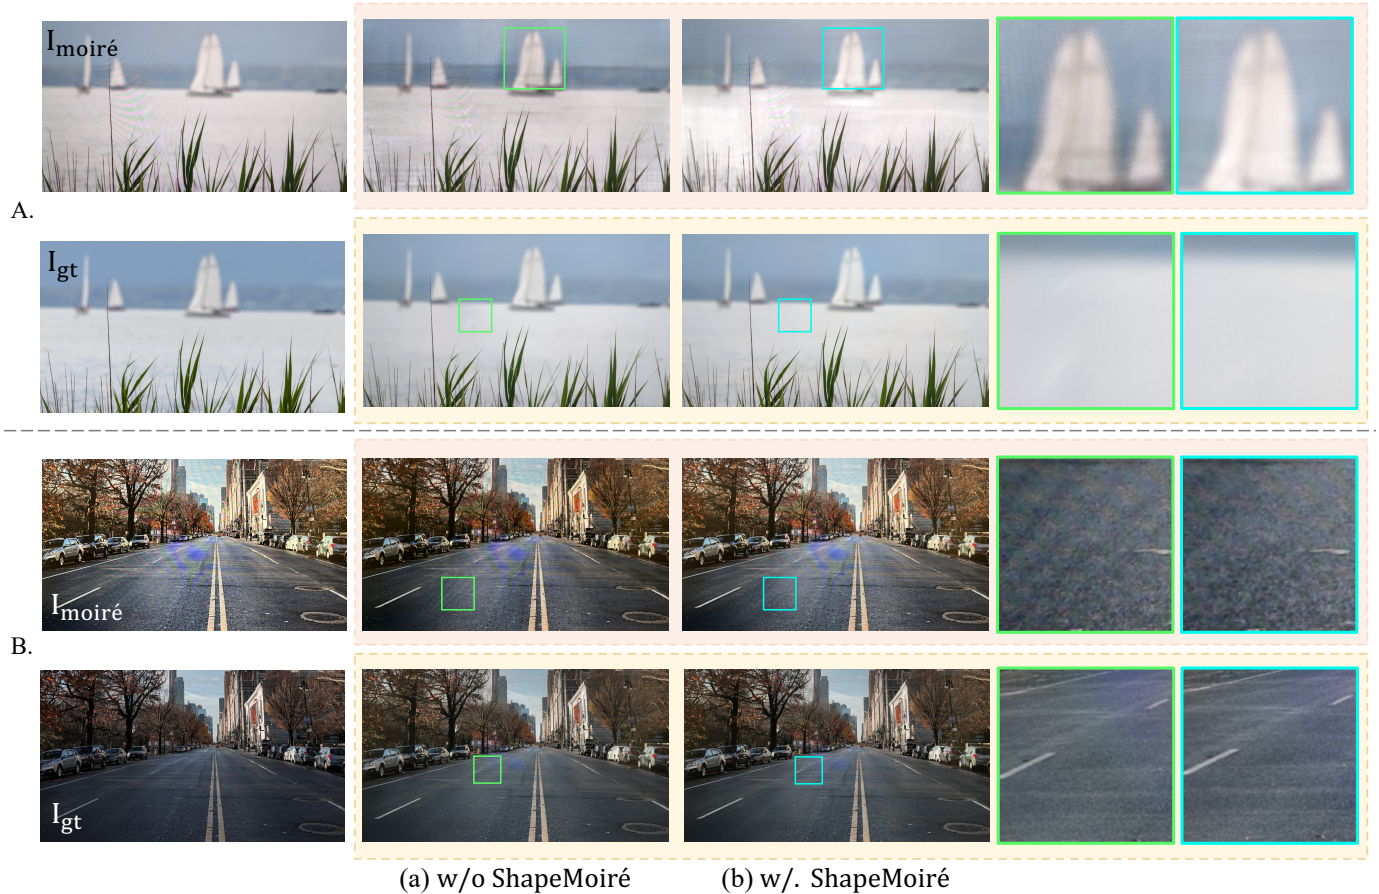 I_moiré
A.
I_gt
I_moiré
B.
I_gt
(a) w/o ShapeMoiré
(b) w/. ShapeMoiré